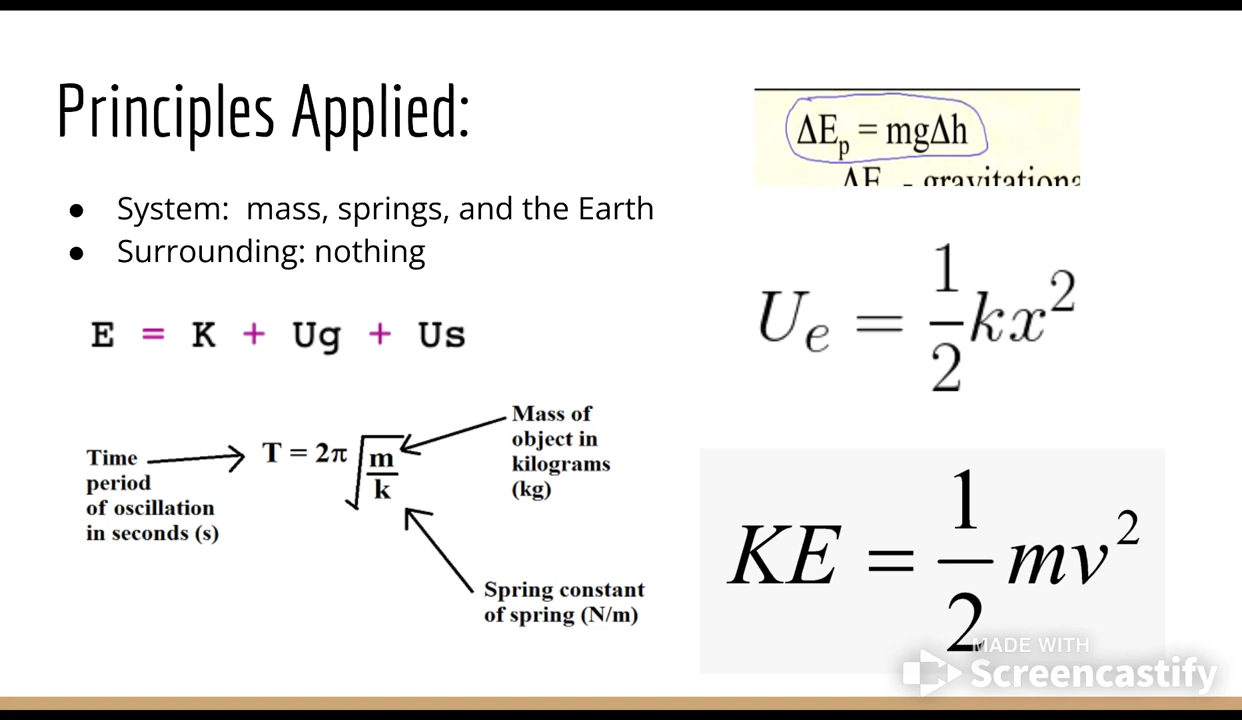 Principles Applied:
● System: mass, springs, and the Earth
● Surrounding: nothing
E = K + Ug + Us
Time
period
of oscillation
in seconds (s)
T = 2π √(m/k)
Mass of
object in
kilograms
(kg)
Spring constant
of spring (N/m)
ΔEp = mgΔh
U_e = 1/2 kx²
KE = 1/2 mv²
MADE WITH
Screencastify